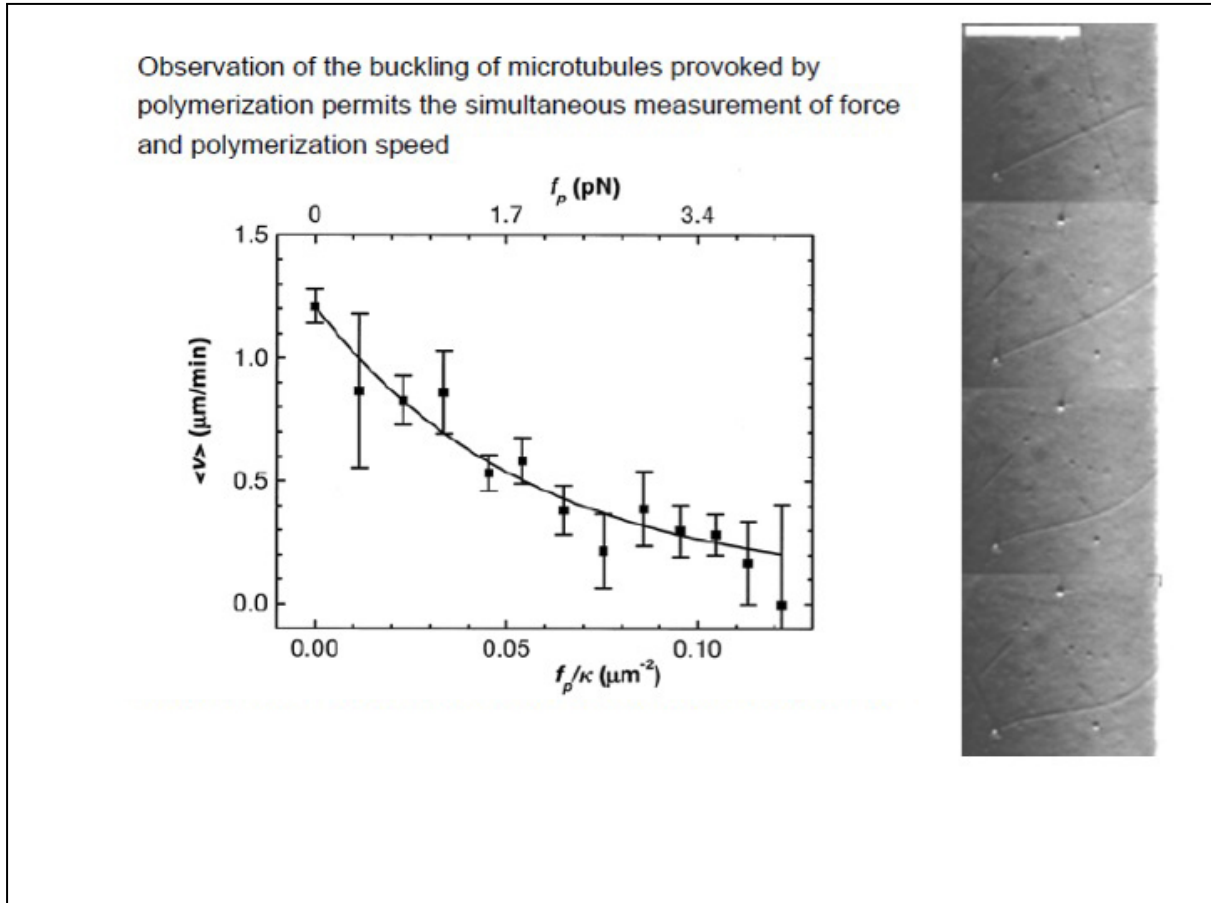 Observation of the buckling of microtubules provoked by
polymerization permits the simultaneous measurement of force
and polymerization speed
f_p (pN)
0 1.7 3.4
1.5
1.0
0.5
0.0
<v> (μm/min)
0.00 0.05 0.10
f_p/κ (μm⁻²)